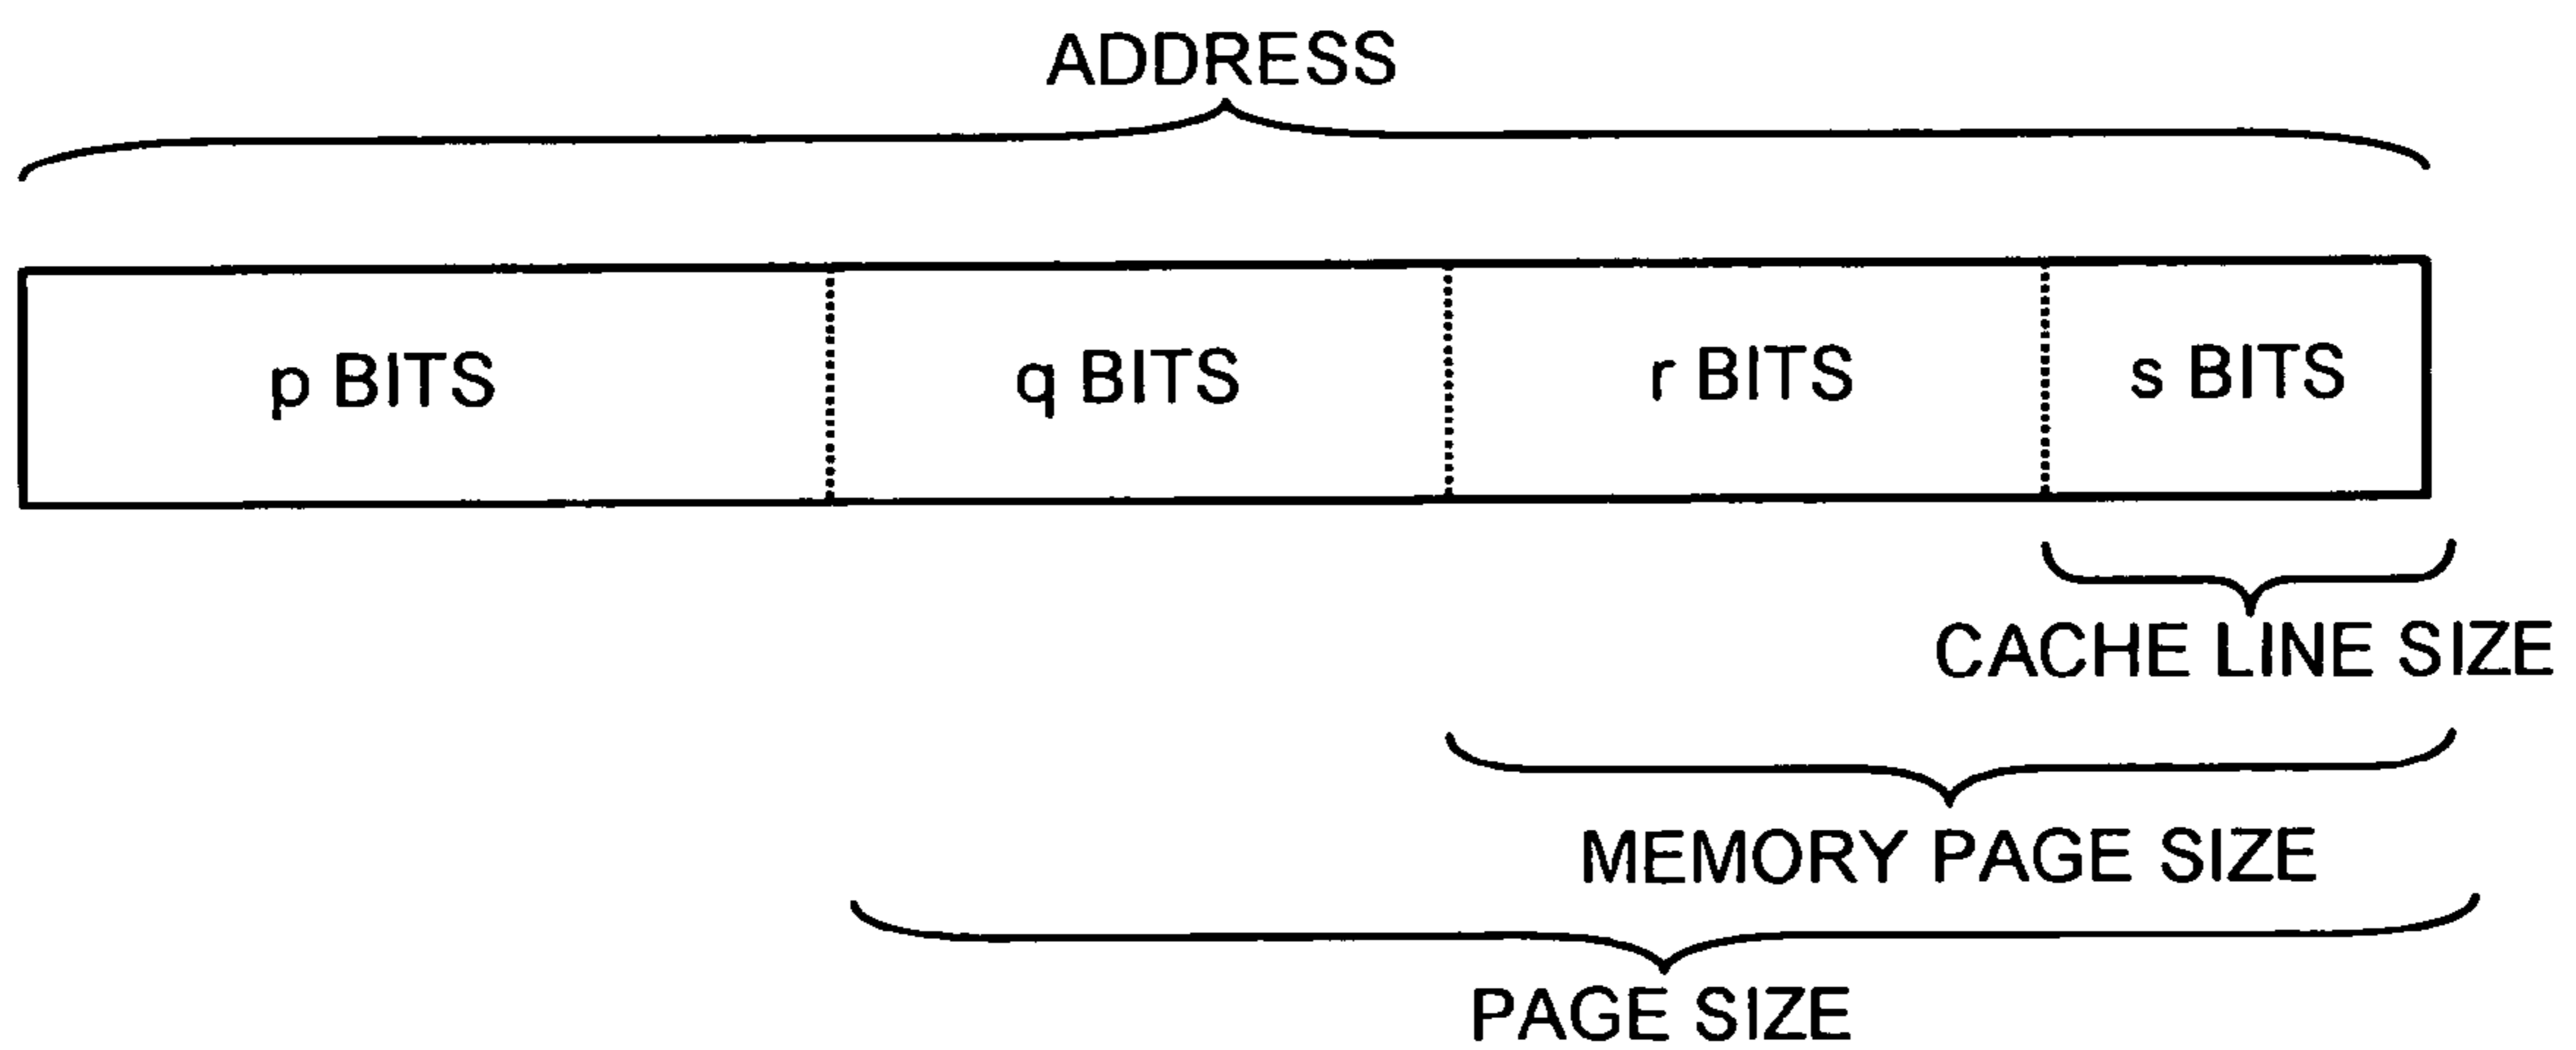 ADDRESS
p BITS
q BITS
r BITS
s BITS
CACHE LINE SIZE
MEMORY PAGE SIZE
PAGE SIZE